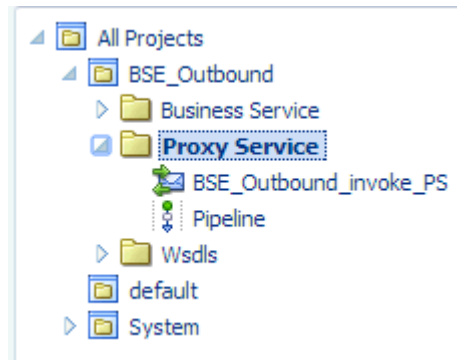 All Projects
BSE_Outbound
Business Service
Proxy Service
BSE_Outbound_invoke_PS
Pipeline
Wsdls
default
System